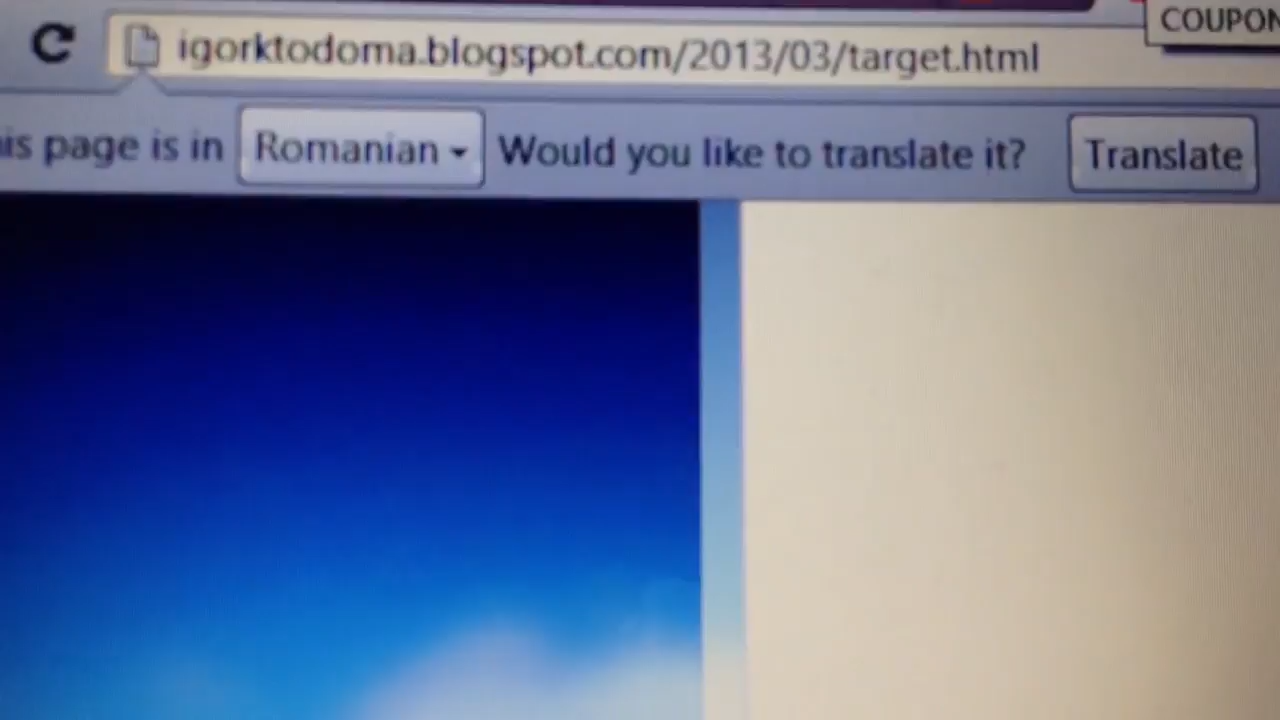 COUPON
igorktodoma.blogspot.com/2013/03/target.html
is page is in Romanian Would you like to translate it? Translate